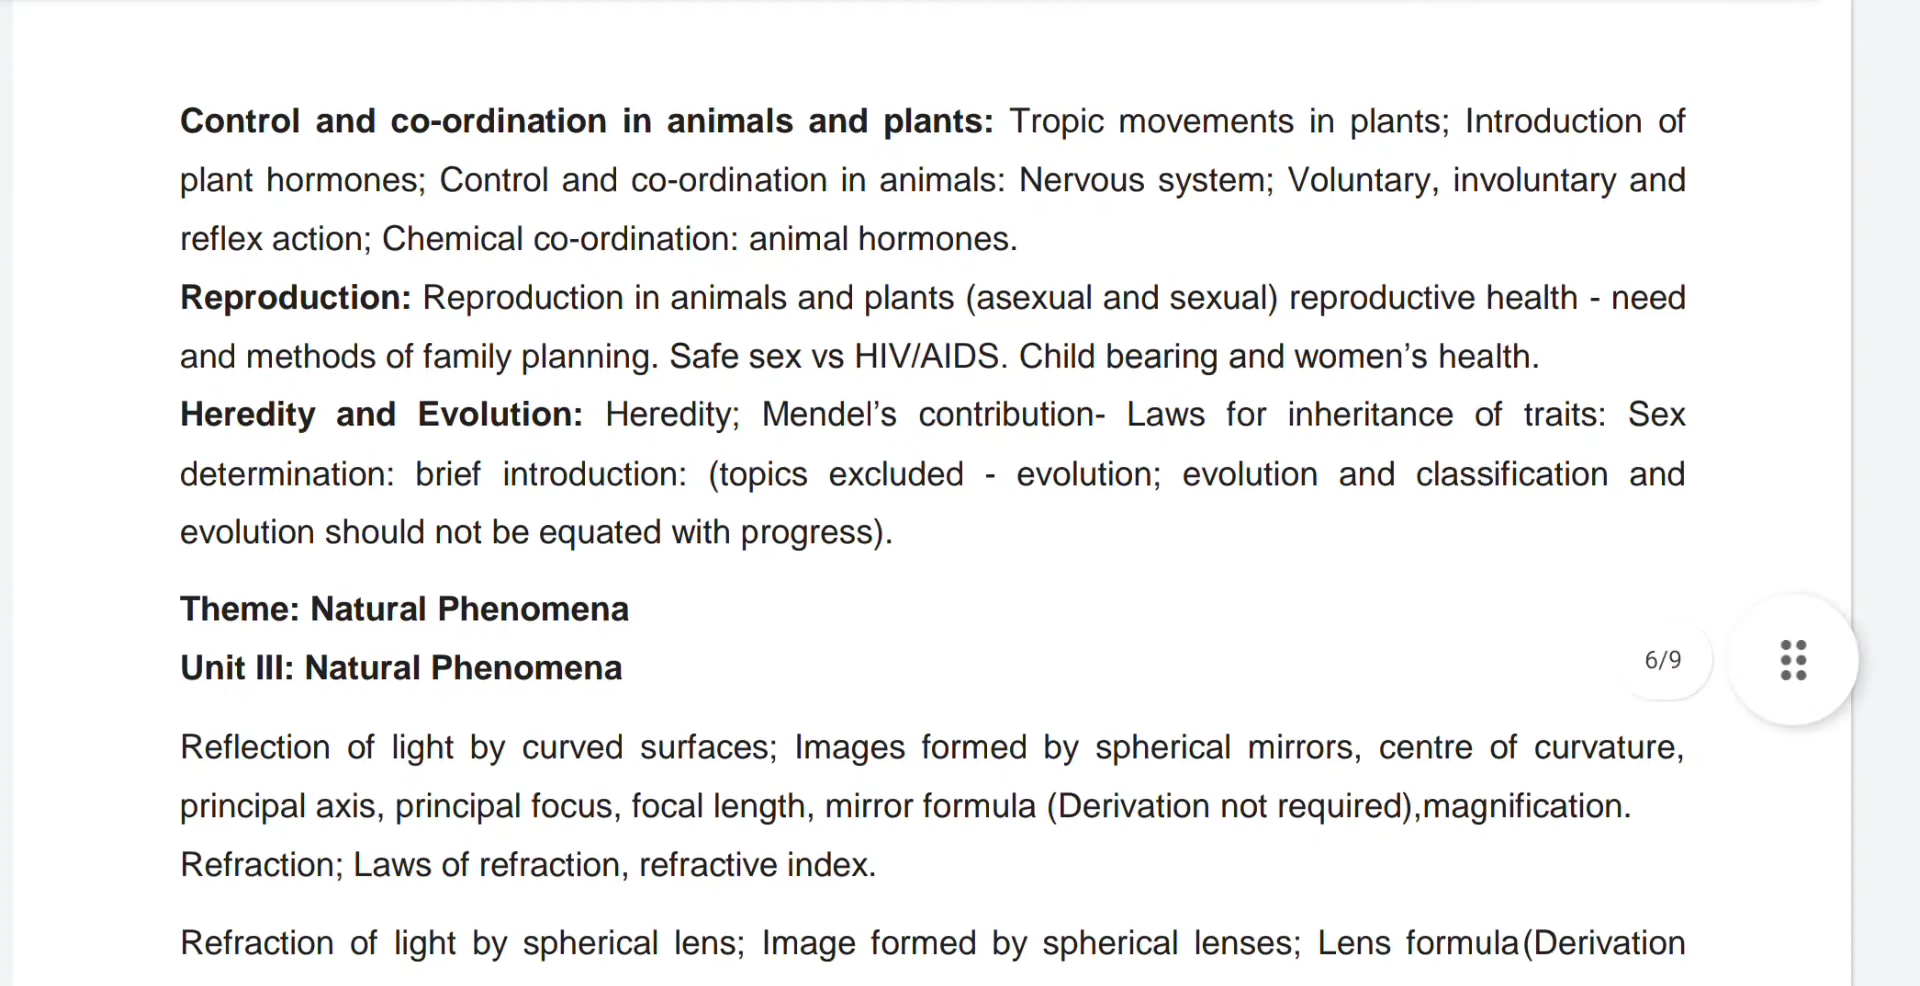 Control and co-ordination in animals and plants: Tropic movements in plants; Introduction of
plant hormones; Control and co-ordination in animals: Nervous system; Voluntary, involuntary and
reflex action; Chemical co-ordination: animal hormones.
Reproduction: Reproduction in animals and plants (asexual and sexual) reproductive health - need
and methods of family planning. Safe sex vs HIV/AIDS. Child bearing and women’s health.
Heredity and Evolution: Heredity; Mendel’s contribution- Laws for inheritance of traits: Sex
determination: brief introduction: (topics excluded - evolution; evolution and classification and
evolution should not be equated with progress).
Theme: Natural Phenomena
Unit III: Natural Phenomena
6/9
Reflection of light by curved surfaces; Images formed by spherical mirrors, centre of curvature,
principal axis, principal focus, focal length, mirror formula (Derivation not required),magnification.
Refraction; Laws of refraction, refractive index.
Refraction of light by spherical lens; Image formed by spherical lenses; Lens formula(Derivation